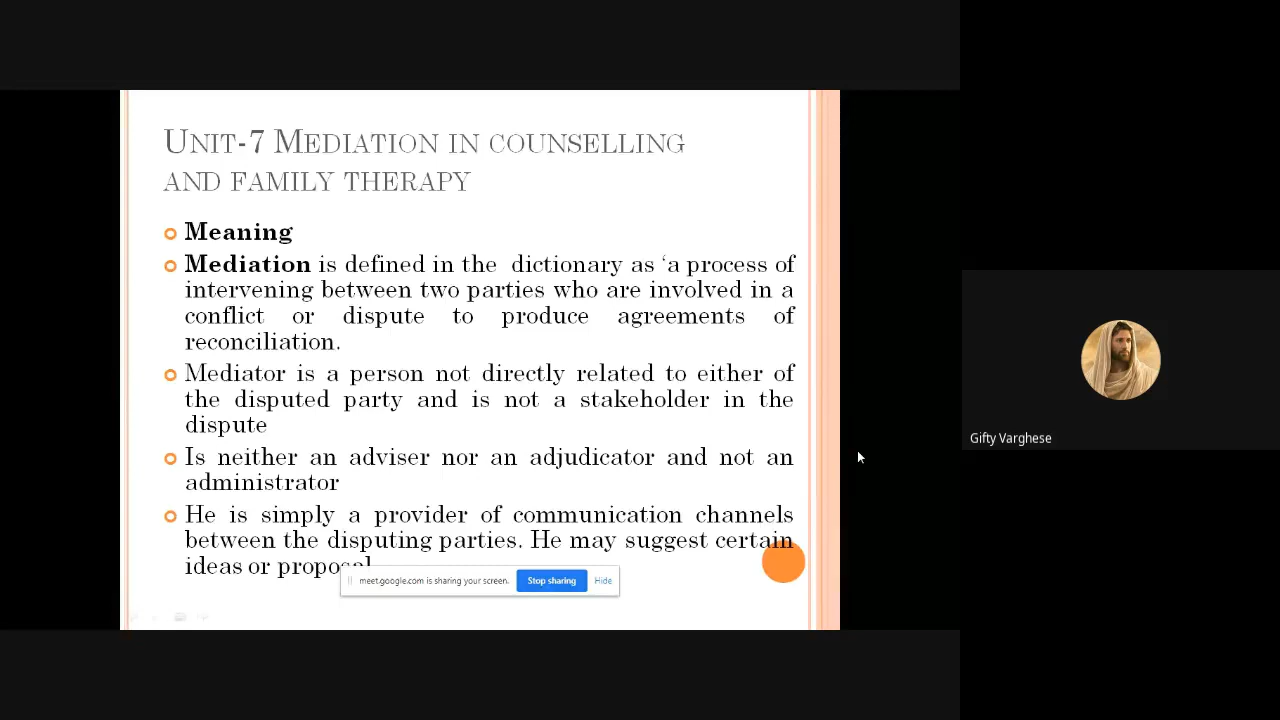 UNIT-7 MEDIATION IN COUNSELLING
AND FAMILY THERAPY
Meaning
Mediation is defined in the dictionary as ‘a process of
intervening between two parties who are involved in a
conflict or dispute to produce agreements of
reconciliation.
Mediator is a person not directly related to either of
the disputed party and is not a stakeholder in the
dispute
Is neither an adviser nor an adjudicator and not an
administrator
He is simply a provider of communication channels
between the disputing parties. He may suggest certain
ideas or proposal
meet.google.com is sharing your screen. Stop sharing Hide
Gifty Varghese